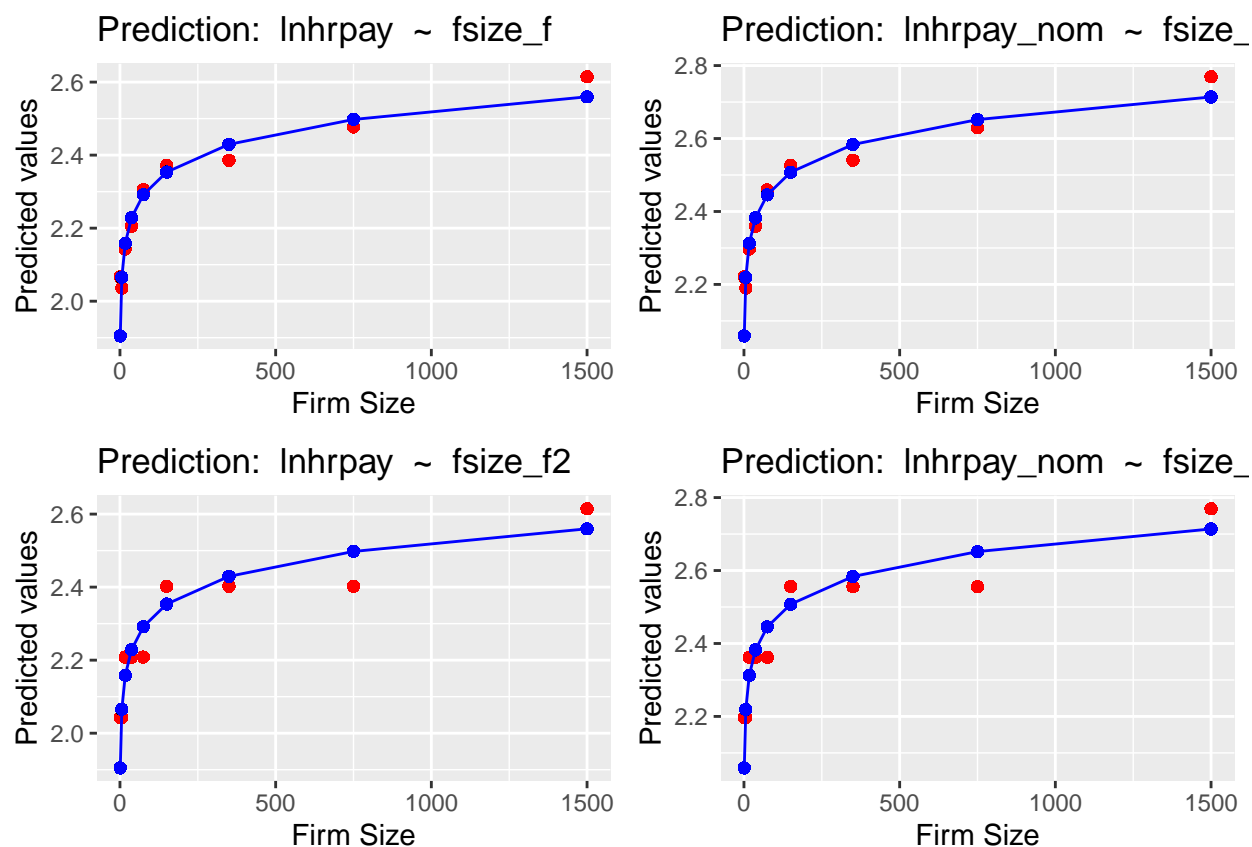 Prediction: lnhrpay ~ fsize_f
Predicted values
2.6
2.4
2.2
2.0
0 500 1000 1500
Firm Size
Prediction: lnhrpay_nom ~ fsize_
Predicted values
2.8
2.6
2.4
2.2
0 500 1000 1500
Firm Size
Prediction: lnhrpay ~ fsize_f2
Predicted values
2.6
2.4
2.2
2.0
0 500 1000 1500
Firm Size
Prediction: lnhrpay_nom ~ fsize_
Predicted values
2.8
2.6
2.4
2.2
0 500 1000 1500
Firm Size